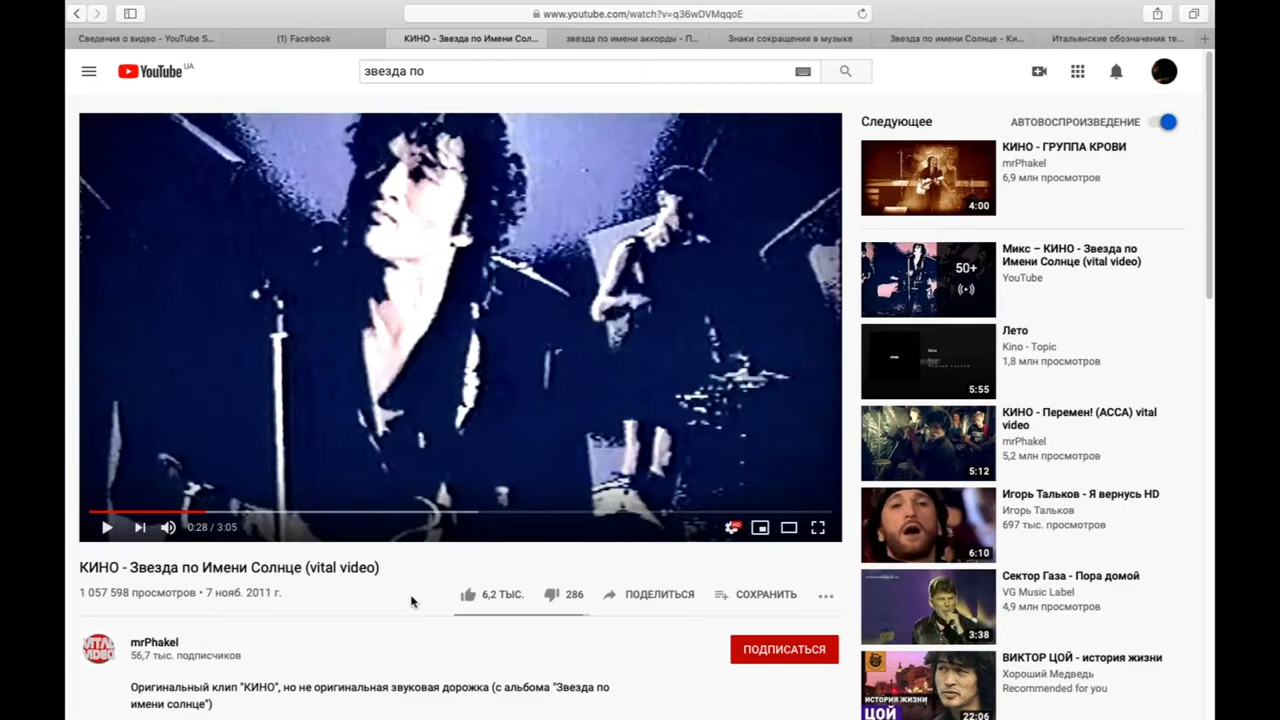 www.youtube.com/watch?v=q36wDVMqqoE
Сведения о видео - YouTube S...
(1) Facebook
КИНО - Звезда по Имени Сол...
звезда по имени аккорды - П...
Знаки сокращения в музыке
Звезда по имени Солнце - Ки...
Итальянские обозначения те...
YouTube UA
звезда по
Следующее
АВТОВОСПРОИЗВЕДЕНИЕ
КИНО - ГРУППА КРОВИ
mrPhakel
6,9 млн просмотров
4:00
Микс – КИНО - Звезда по
Имени Солнце (vital video)
YouTube
50+
Лето
Kino - Topic
1,8 млн просмотров
5:55
КИНО - Перемен! (АССА) vital
video
mrPhakel
5,2 млн просмотров
5:12
Игорь Тальков - Я вернусь HD
Игорь Тальков
697 тыс. просмотров
6:10
Сектор Газа - Пора домой
VG Music Label
4,9 млн просмотров
3:38
ВИКТОР ЦОЙ - история жизни
Хороший Медведь
Recommended for you
ИСТОРИЯ ЖИЗНИ
ЦОЙ
22:06
0:28 / 3:05
HD
КИНО - Звезда по Имени Солнце (vital video)
1 057 598 просмотров • 7 нояб. 2011 г.
6,2 ТЫС.
286
ПОДЕЛИТЬСЯ
СОХРАНИТЬ
VITAL
VIDEO
mrPhakel
56,7 тыс. подписчиков
ПОДПИСАТЬСЯ
Оригинальный клип "КИНО", но не оригинальная звуковая дорожка (с альбома "Звезда по
имени солнце")